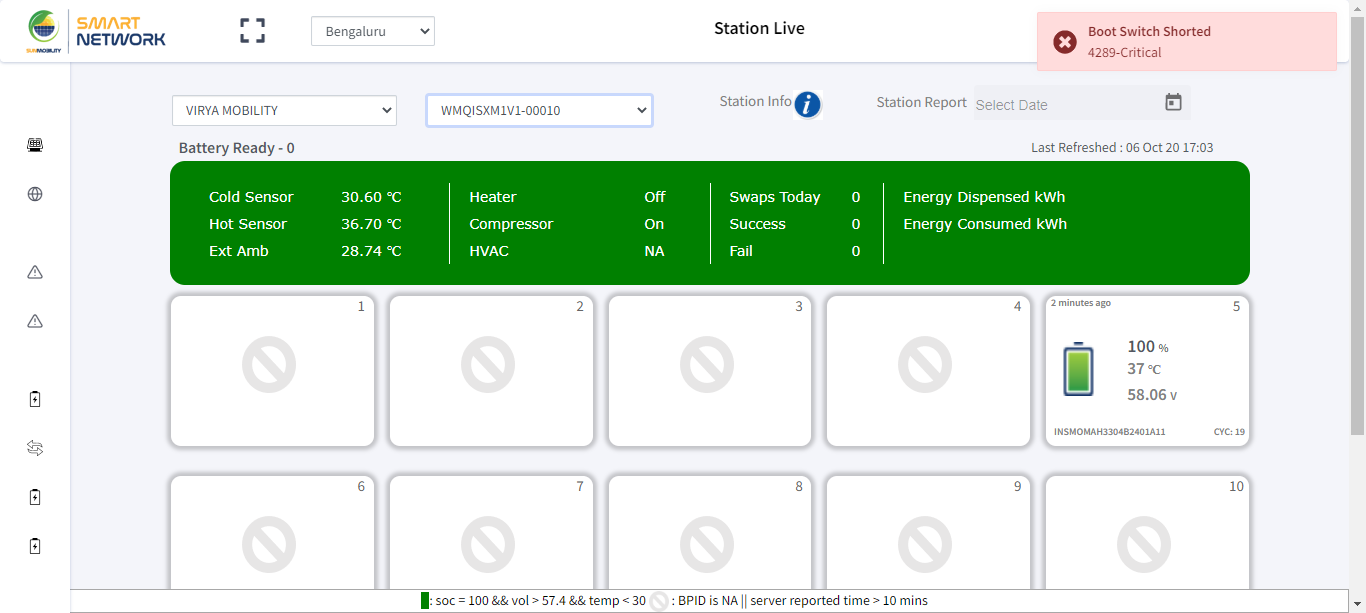 SMART
NETWORK
SUN MOBILITY
Bengaluru
Station Live
Boot Switch Shorted
4289-Critical
VIRYA MOBILITY
WMQISXM1V1-00010
Station Info
i
Station Report
Select Date
Battery Ready - 0
Last Refreshed : 06 Oct 20 17:03
Cold Sensor 30.60 °C Heater Off Swaps Today 0 Energy Dispensed kWh
Hot Sensor 36.70 °C Compressor On Success 0 Energy Consumed kWh
Ext Amb 28.74 °C HVAC NA Fail 0
1
2
3
4
2 minutes ago 5
100 %
37 °C
58.06 V
INSMOMAH3304B2401A11 CYC: 19
6
7
8
9
10
: soc = 100 && vol > 57.4 && temp < 30 : BPID is NA || server reported time > 10 mins